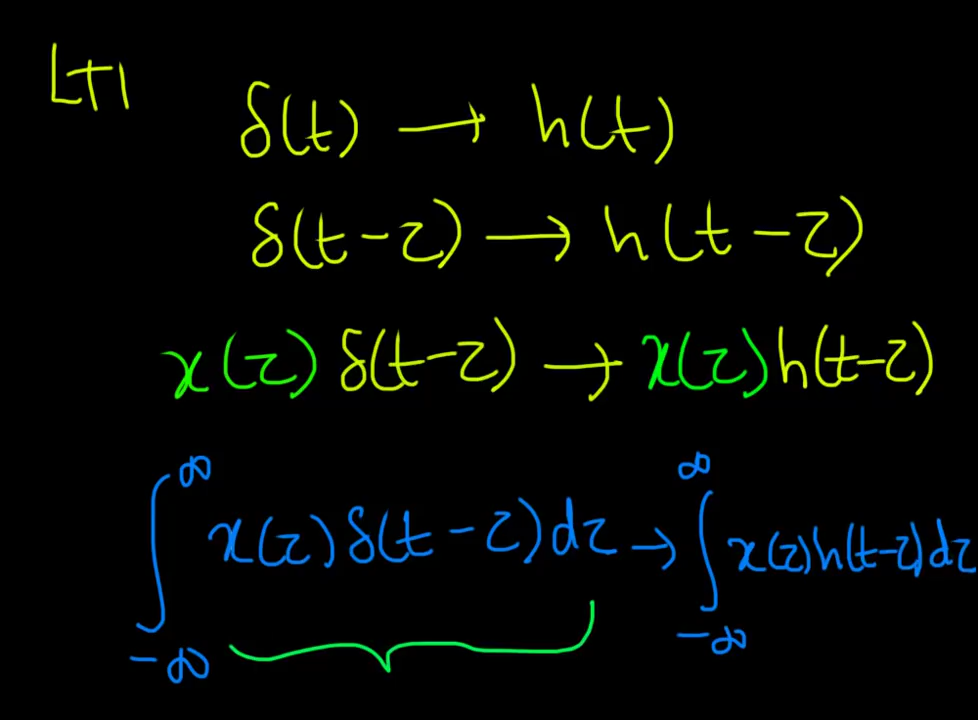 LTI
δ(t) → h(t)
δ(t-τ) → h(t-τ)
x(τ) δ(t-τ) → x(τ) h(t-τ)
∫_{-∞}^{∞} x(τ) δ(t-τ) dτ → ∫_{-∞}^{∞} x(τ) h(t-τ) dτ